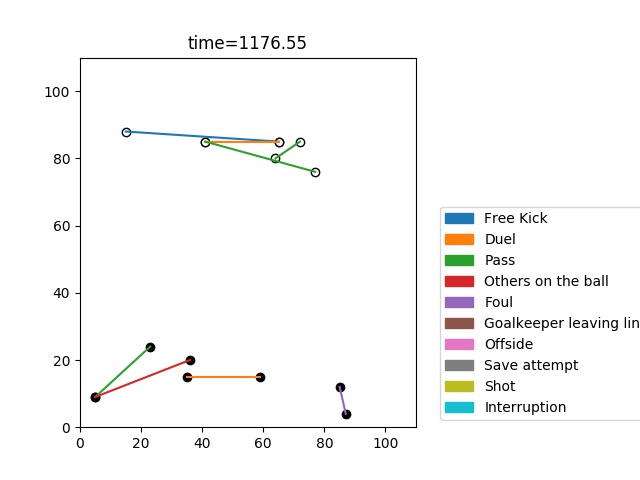 time=1176.55
100
80
60
40
20
0
0 20 40 60 80 100
Free Kick
Duel
Pass
Others on the ball
Foul
Goalkeeper leaving lin
Offside
Save attempt
Shot
Interruption